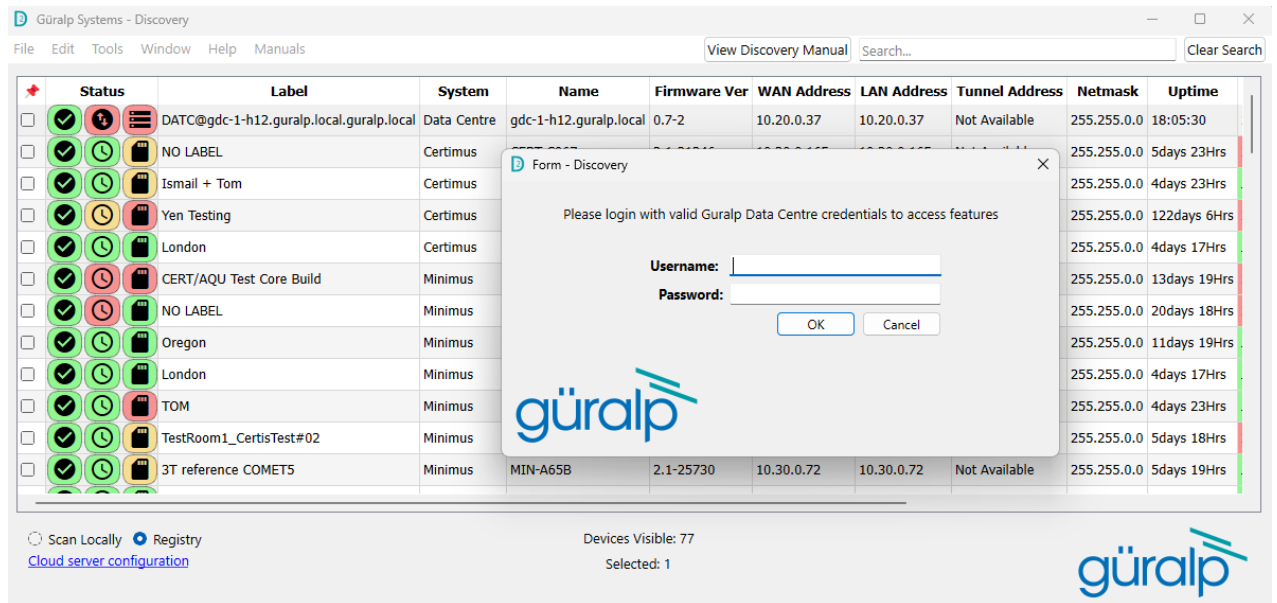 Güralp Systems - Discovery
File Edit Tools Window Help Manuals View Discovery Manual Search... Clear Search
Status Label System Name Firmware Ver WAN Address LAN Address Tunnel Address Netmask Uptime
DATC@gdc-1-h12.guralp.local.guralp.local Data Centre gdc-1-h12.guralp.local 0.7-2 10.20.0.37 10.20.0.37 Not Available 255.255.0.0 18:05:30
NO LABEL Certimus 255.255.0.0 5days 23Hrs
Form - Discovery
Ismail + Tom Certimus 255.255.0.0 4days 23Hrs
Yen Testing Certimus 255.255.0.0 122days 6Hrs
Please login with valid Guralp Data Centre credentials to access features
London Certimus 255.255.0.0 4days 17Hrs
Username:
CERT/AQU Test Core Build Minimus 255.255.0.0 13days 19Hrs
Password:
NO LABEL Minimus 255.255.0.0 20days 18Hrs
OK Cancel
Oregon Minimus 255.255.0.0 11days 19Hrs
London Minimus 255.255.0.0 4days 17Hrs
TOM Minimus 255.255.0.0 4days 23Hrs
güralp
TestRoom1_CertisTest#02 Minimus 255.255.0.0 5days 18Hrs
3T reference COMET5 Minimus MIN-A65B 2.1-25730 10.30.0.72 10.30.0.72 Not Available 255.255.0.0 5days 19Hrs
Scan Locally Registry Devices Visible: 77
Cloud server configuration Selected: 1
güralp